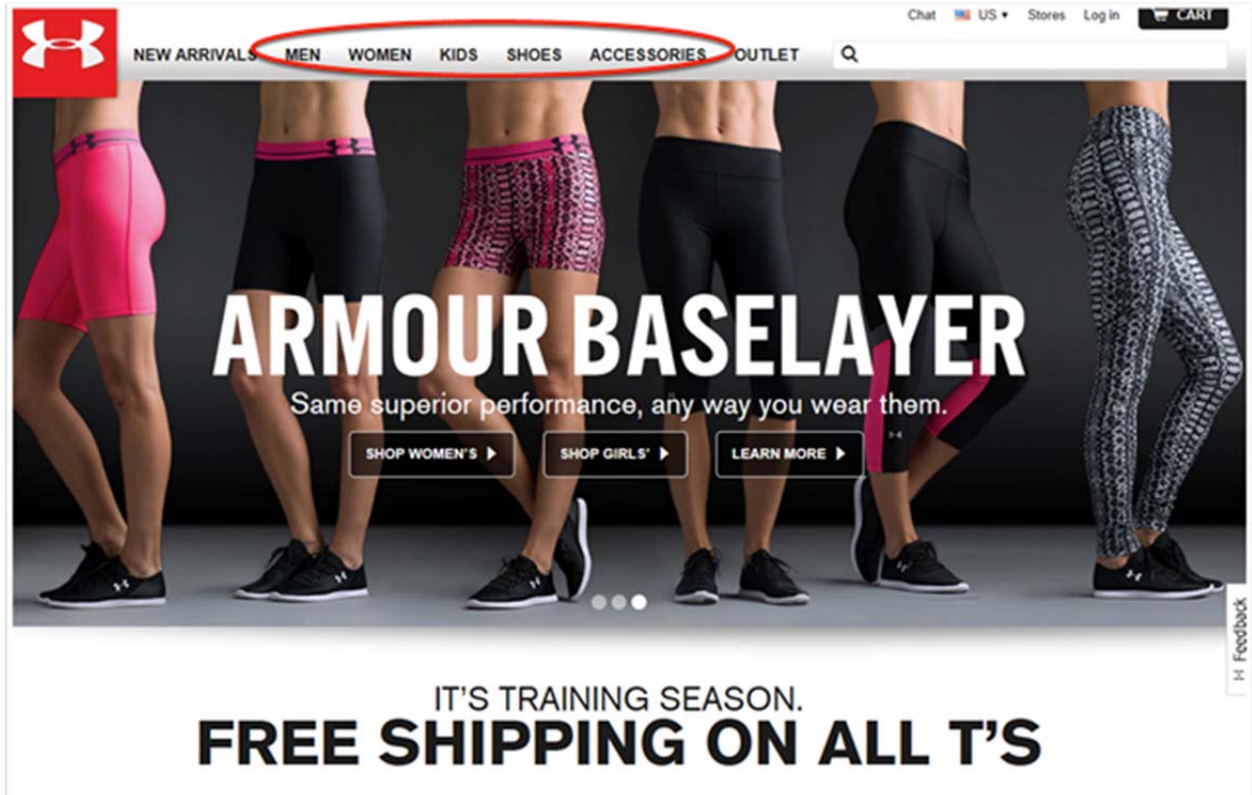 Chat US Stores Log in CART
NEW ARRIVALS MEN WOMEN KIDS SHOES ACCESSORIES OUTLET
ARMOUR BASELAYER
Same superior performance, any way you wear them.
SHOP WOMEN'S SHOP GIRLS' LEARN MORE
Feedback
IT'S TRAINING SEASON.
FREE SHIPPING ON ALL T'S